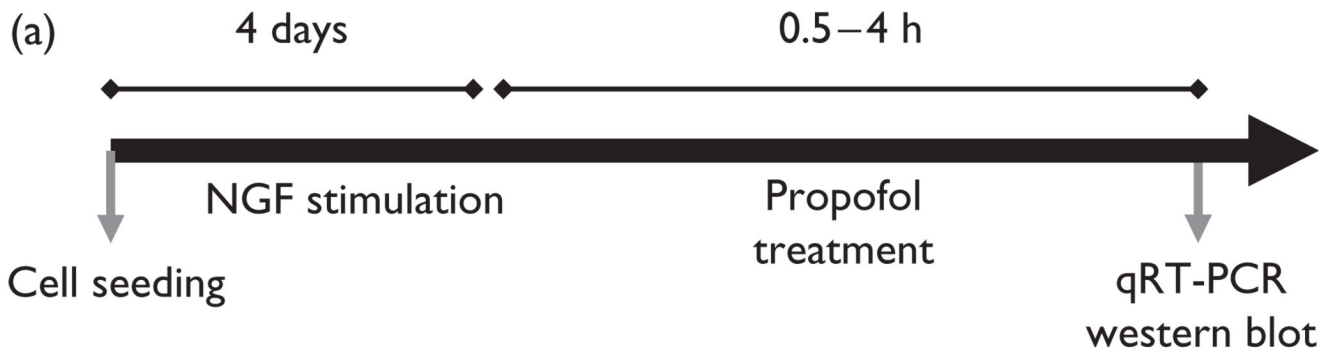 (a)
4 days
0.5–4 h
NGF stimulation
Propofol
treatment
Cell seeding
qRT-PCR
western blot